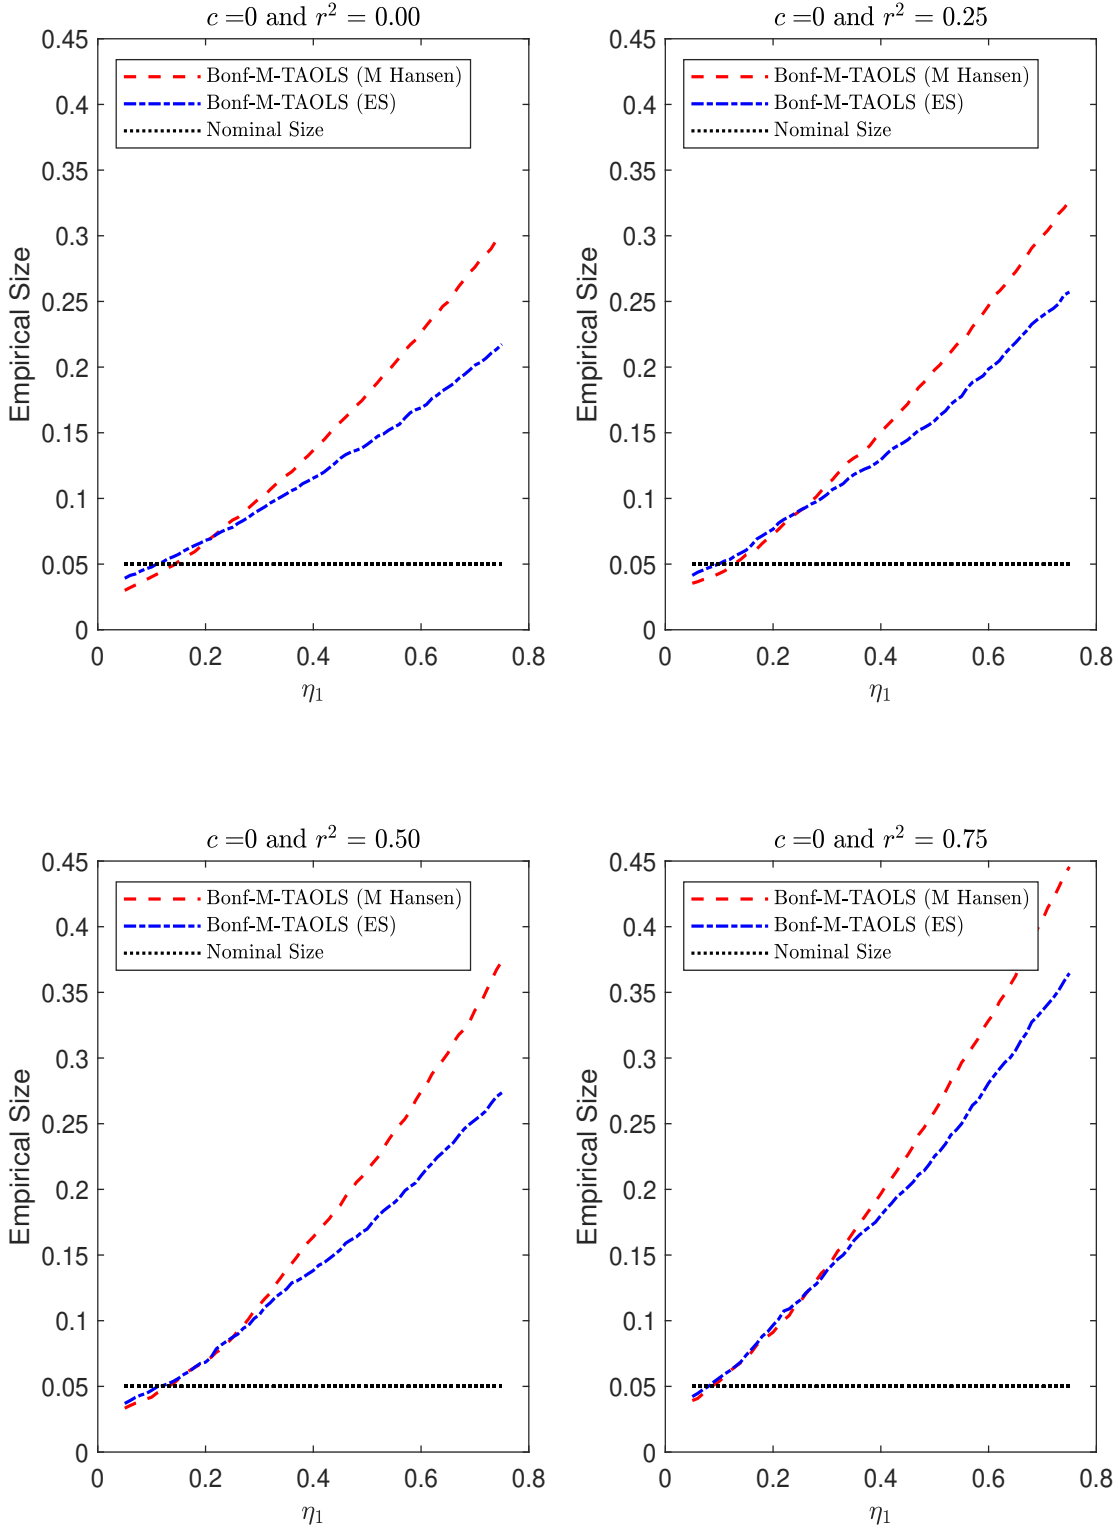 c =0 and r² = 0.00
0.45
0.4
0.35
0.3
0.25
0.2
0.15
0.1
0.05
0
Empirical Size
Bonf-M-TAOLS (M Hansen)
Bonf-M-TAOLS (ES)
Nominal Size
0 0.2 0.4 0.6 0.8
η₁
c =0 and r² = 0.25
0.45
0.4
0.35
0.3
0.25
0.2
0.15
0.1
0.05
0
Empirical Size
Bonf-M-TAOLS (M Hansen)
Bonf-M-TAOLS (ES)
Nominal Size
0 0.2 0.4 0.6 0.8
η₁
c =0 and r² = 0.50
0.45
0.4
0.35
0.3
0.25
0.2
0.15
0.1
0.05
0
Empirical Size
Bonf-M-TAOLS (M Hansen)
Bonf-M-TAOLS (ES)
Nominal Size
0 0.2 0.4 0.6 0.8
η₁
c =0 and r² = 0.75
0.45
0.4
0.35
0.3
0.25
0.2
0.15
0.1
0.05
0
Empirical Size
Bonf-M-TAOLS (M Hansen)
Bonf-M-TAOLS (ES)
Nominal Size
0 0.2 0.4 0.6 0.8
η₁